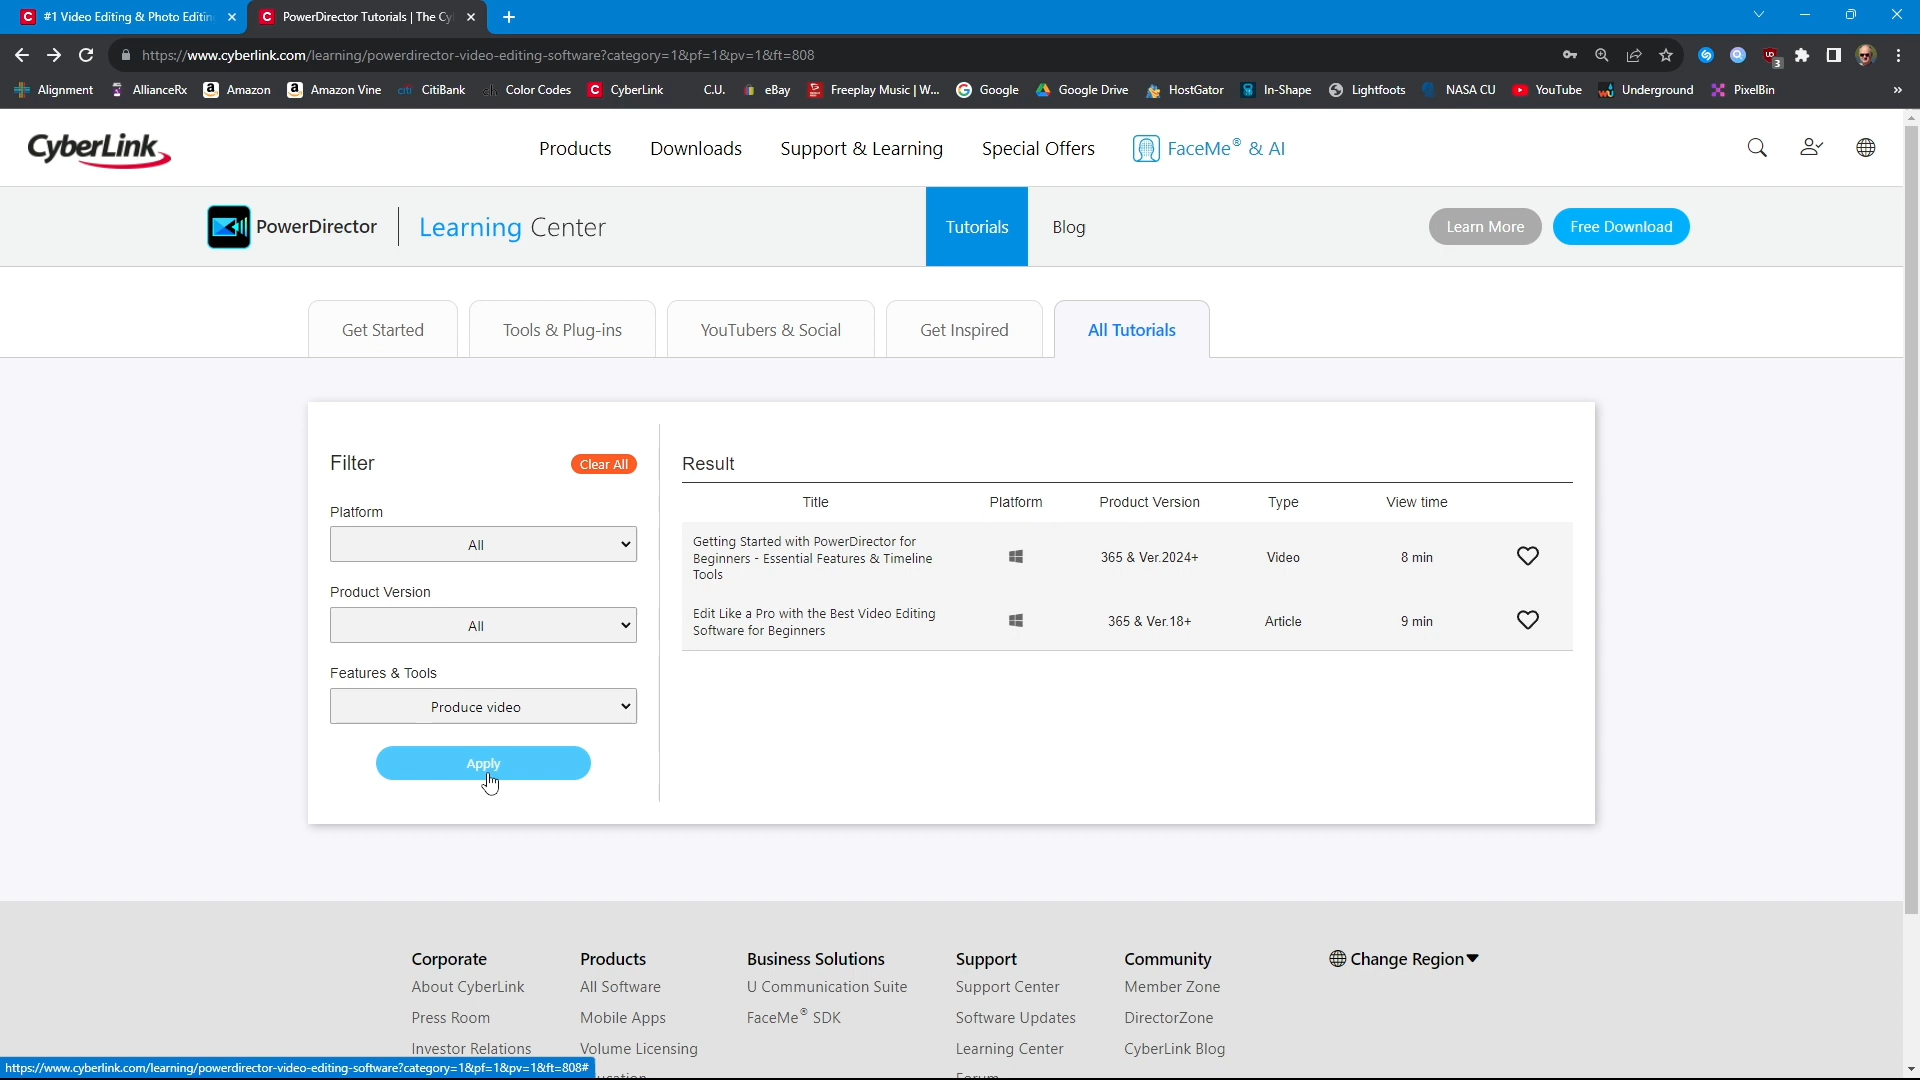 #1 Video Editing & Photo Editin
PowerDirector Tutorials | The Cy
https://www.cyberlink.com/learning/powerdirector-video-editing-software?category=1&pf=1&pv=1&ft=808
3
Alignment
AllianceRx
Amazon
Amazon Vine
CitiBank
Color Codes
CyberLink
C.U.
eBay
Freeplay Music | W...
Google
Google Drive
HostGator
In-Shape
Lightfoots
NASA CU
YouTube
Underground
PixelBin
CyberLink
Products
Downloads
Support & Learning
Special Offers
FaceMe® & AI
PowerDirector
Learning Center
Tutorials
Blog
Learn More
Free Download
Get Started
Tools & Plug-ins
YouTubers & Social
Get Inspired
All Tutorials
Filter
Clear All
Platform
All
Product Version
All
Features & Tools
Produce video
Apply
Result
Title
Platform
Product Version
Type
View time
Getting Started with PowerDirector for
Beginners - Essential Features & Timeline
Tools
365 & Ver.2024+
Video
8 min
Edit Like a Pro with the Best Video Editing
Software for Beginners
365 & Ver.18+
Article
9 min
Corporate
About CyberLink
Press Room
Investor Relations
Products
All Software
Mobile Apps
Volume Licensing
Business Solutions
U Communication Suite
FaceMe® SDK
Support
Support Center
Software Updates
Learning Center
Community
Member Zone
DirectorZone
CyberLink Blog
Change Region
https://www.cyberlink.com/learning/powerdirector-video-editing-software?category=1&pf=1&pv=1&ft=808#